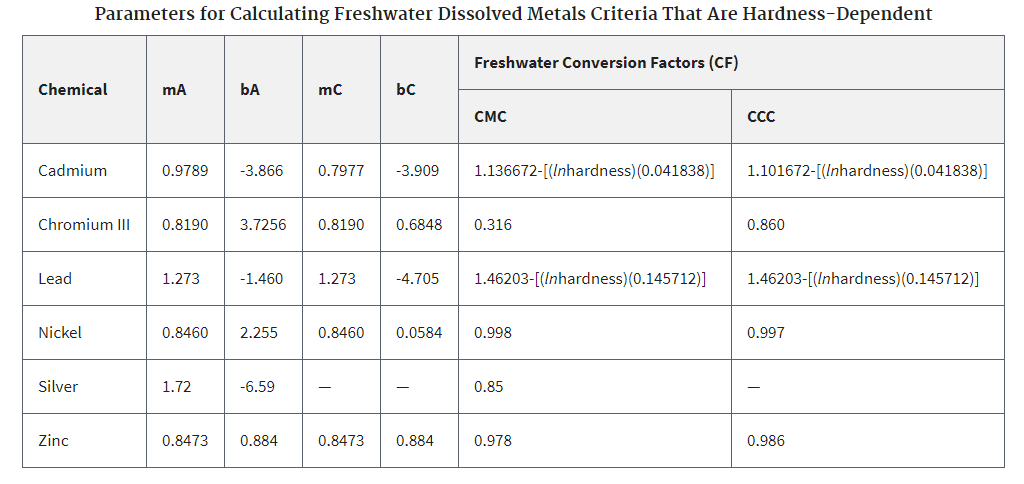 Parameters for Calculating Freshwater Dissolved Metals Criteria That Are Hardness-Dependent
Chemical mA bA mC bC Freshwater Conversion Factors (CF)
CMC CCC
Cadmium 0.9789 -3.866 0.7977 -3.909 1.136672-[(lnhardness)(0.041838)] 1.101672-[(lnhardness)(0.041838)]
Chromium III 0.8190 3.7256 0.8190 0.6848 0.316 0.860
Lead 1.273 -1.460 1.273 -4.705 1.46203-[(lnhardness)(0.145712)] 1.46203-[(lnhardness)(0.145712)]
Nickel 0.8460 2.255 0.8460 0.0584 0.998 0.997
Silver 1.72 -6.59 — — 0.85 —
Zinc 0.8473 0.884 0.8473 0.884 0.978 0.986